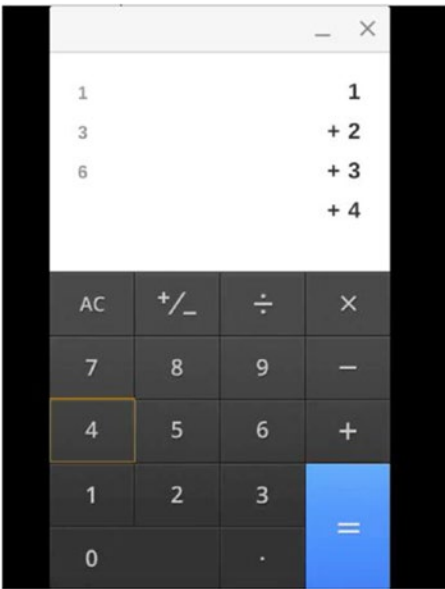 1 1
3 + 2
6 + 3
+ 4
AC +/_ ÷ ×
7 8 9 −
4 5 6 +
1 2 3
=
0 .